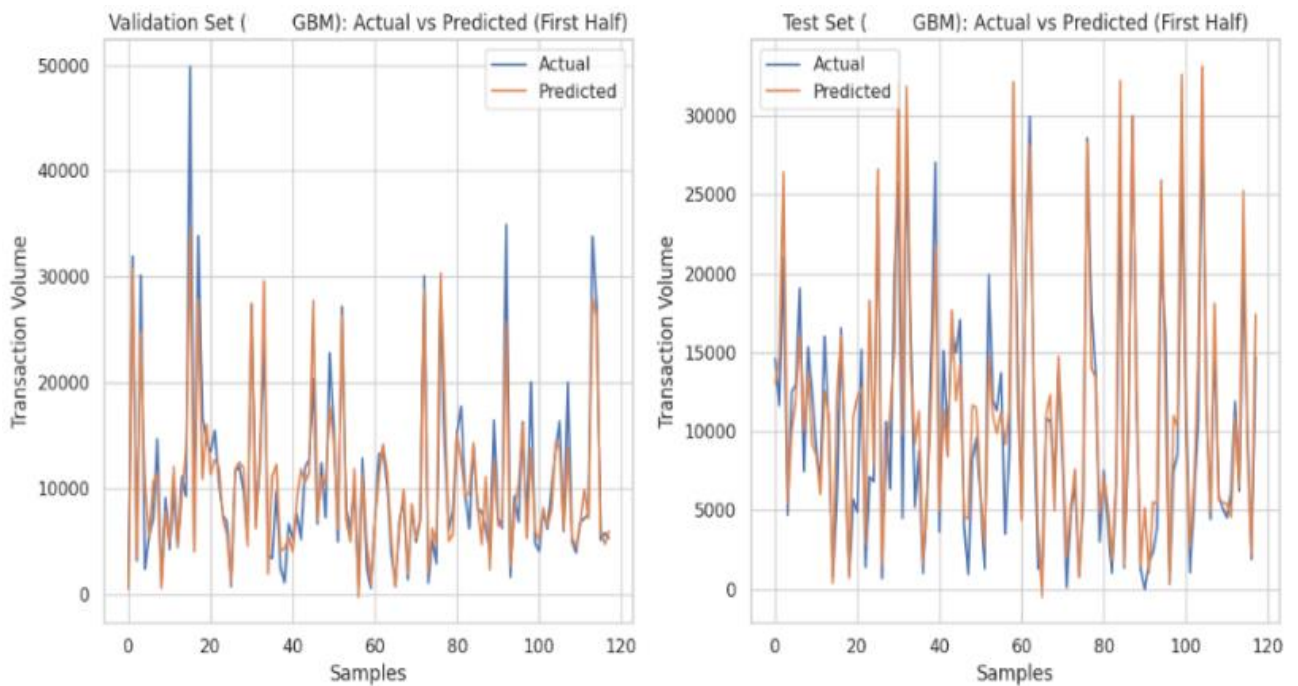 Validation Set (        GBM): Actual vs Predicted (First Half)
Actual
Predicted
50000
40000
30000
20000
10000
0
Transaction Volume
0 20 40 60 80 100 120
Samples
Test Set (        GBM): Actual vs Predicted (First Half)
Actual
Predicted
30000
25000
20000
15000
10000
5000
0
Transaction Volume
0 20 40 60 80 100 120
Samples